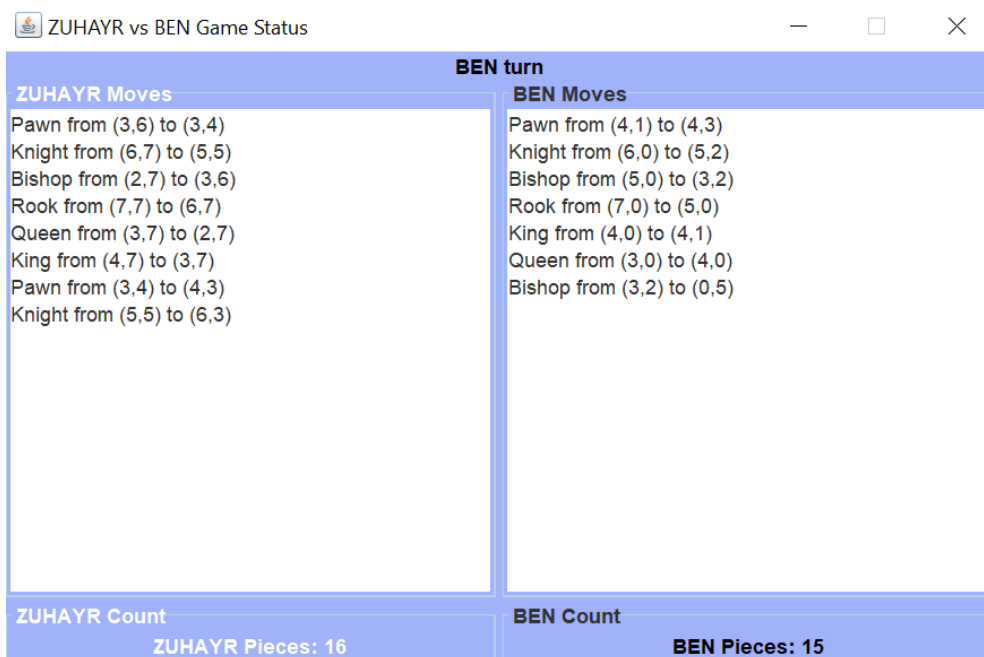 ZUHAYR vs BEN Game Status
BEN turn
ZUHAYR Moves
Pawn from (3,6) to (3,4)
Knight from (6,7) to (5,5)
Bishop from (2,7) to (3,6)
Rook from (7,7) to (6,7)
Queen from (3,7) to (2,7)
King from (4,7) to (3,7)
Pawn from (3,4) to (4,3)
Knight from (5,5) to (6,3)
BEN Moves
Pawn from (4,1) to (4,3)
Knight from (6,0) to (5,2)
Bishop from (5,0) to (3,2)
Rook from (7,0) to (5,0)
King from (4,0) to (4,1)
Queen from (3,0) to (4,0)
Bishop from (3,2) to (0,5)
ZUHAYR Count
ZUHAYR Pieces: 16
BEN Count
BEN Pieces: 15